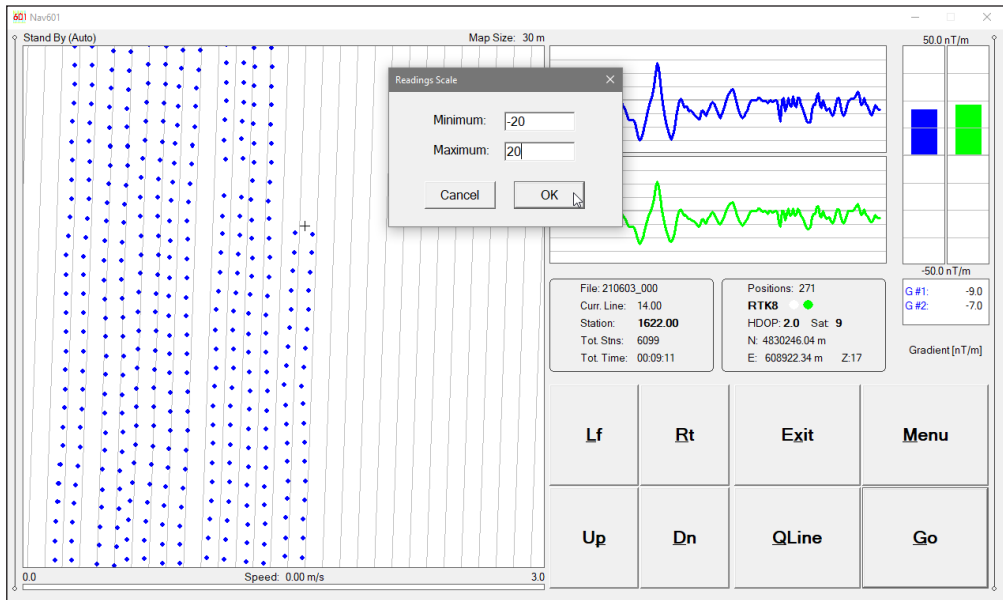 601 Nav601
Stand By (Auto)
Map Size: 30 m
Readings Scale
Minimum: -20
Maximum: 20
Cancel
OK
50.0 nT/m
-50.0 nT/m
File: 210603_000
Curr. Line: 14.00
Station: 1622.00
Tot. Stns: 6099
Tot. Time: 00:09:11
Positions: 271
RTK8
HDOP: 2.0 Sat: 9
N: 4830246.04 m
E: 608922.34 m Z:17
G #1: -9.0
G #2: -7.0
Gradient [nT/m]
Lf
Rt
Exit
Menu
Up
Dn
QLine
Go
0.0
Speed: 0.00 m/s
3.0